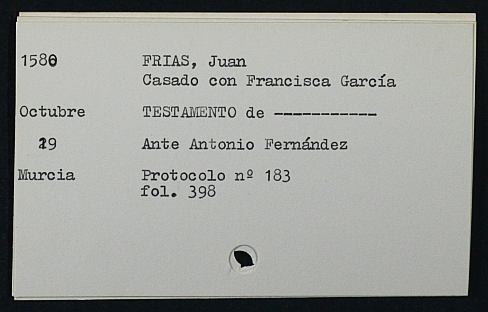 1580 FRIAS, Juan
Casado con Francisca García
Octubre TESTAMENTO de -----------
19 Ante Antonio Fernández
Murcia Protocolo nº 183
fol. 398